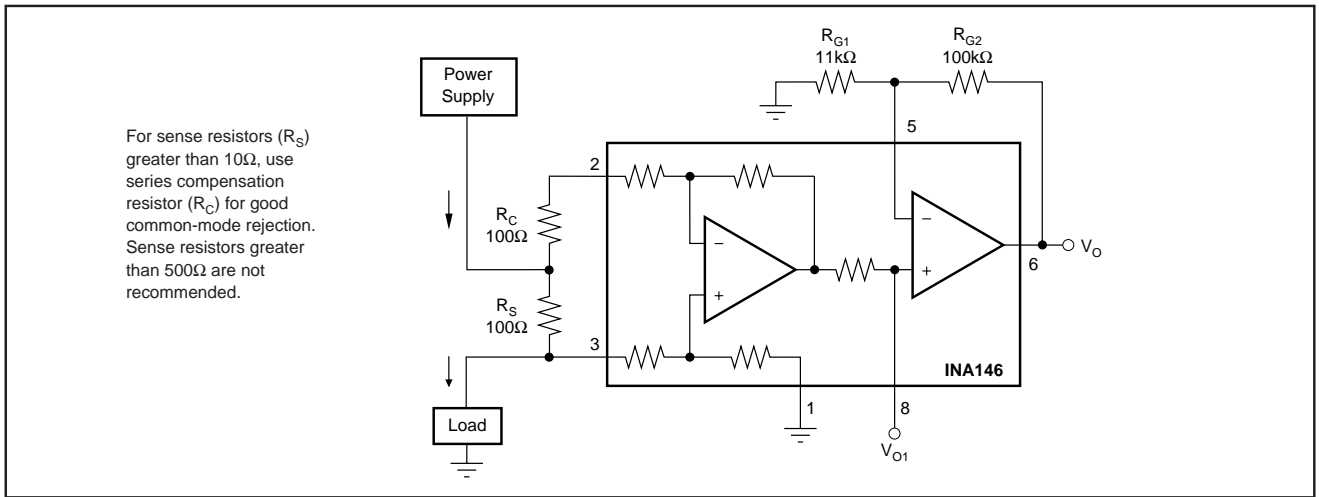 For sense resistors (RS)
greater than 10Ω, use
series compensation
resistor (RC) for good
common-mode rejection.
Sense resistors greater
than 500Ω are not
recommended.
Power
Supply
RC
100Ω
RS
100Ω
Load
2
3
RG1
11kΩ
RG2
100kΩ
5
−
+
−
+
6
VO
INA146
1
8
VO1